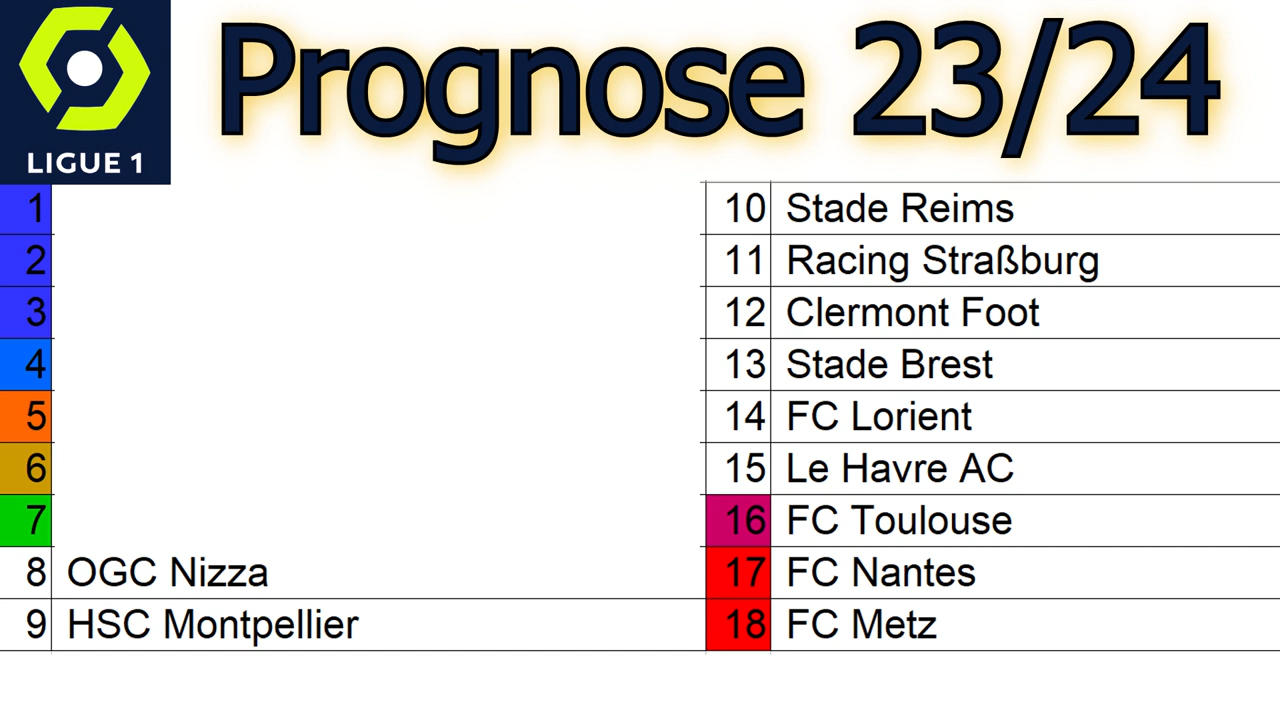 LIGUE 1
Prognose 23/24
1
2
3
4
5
6
7
8 OGC Nizza
9 HSC Montpellier
10 Stade Reims
11 Racing Straßburg
12 Clermont Foot
13 Stade Brest
14 FC Lorient
15 Le Havre AC
16 FC Toulouse
17 FC Nantes
18 FC Metz